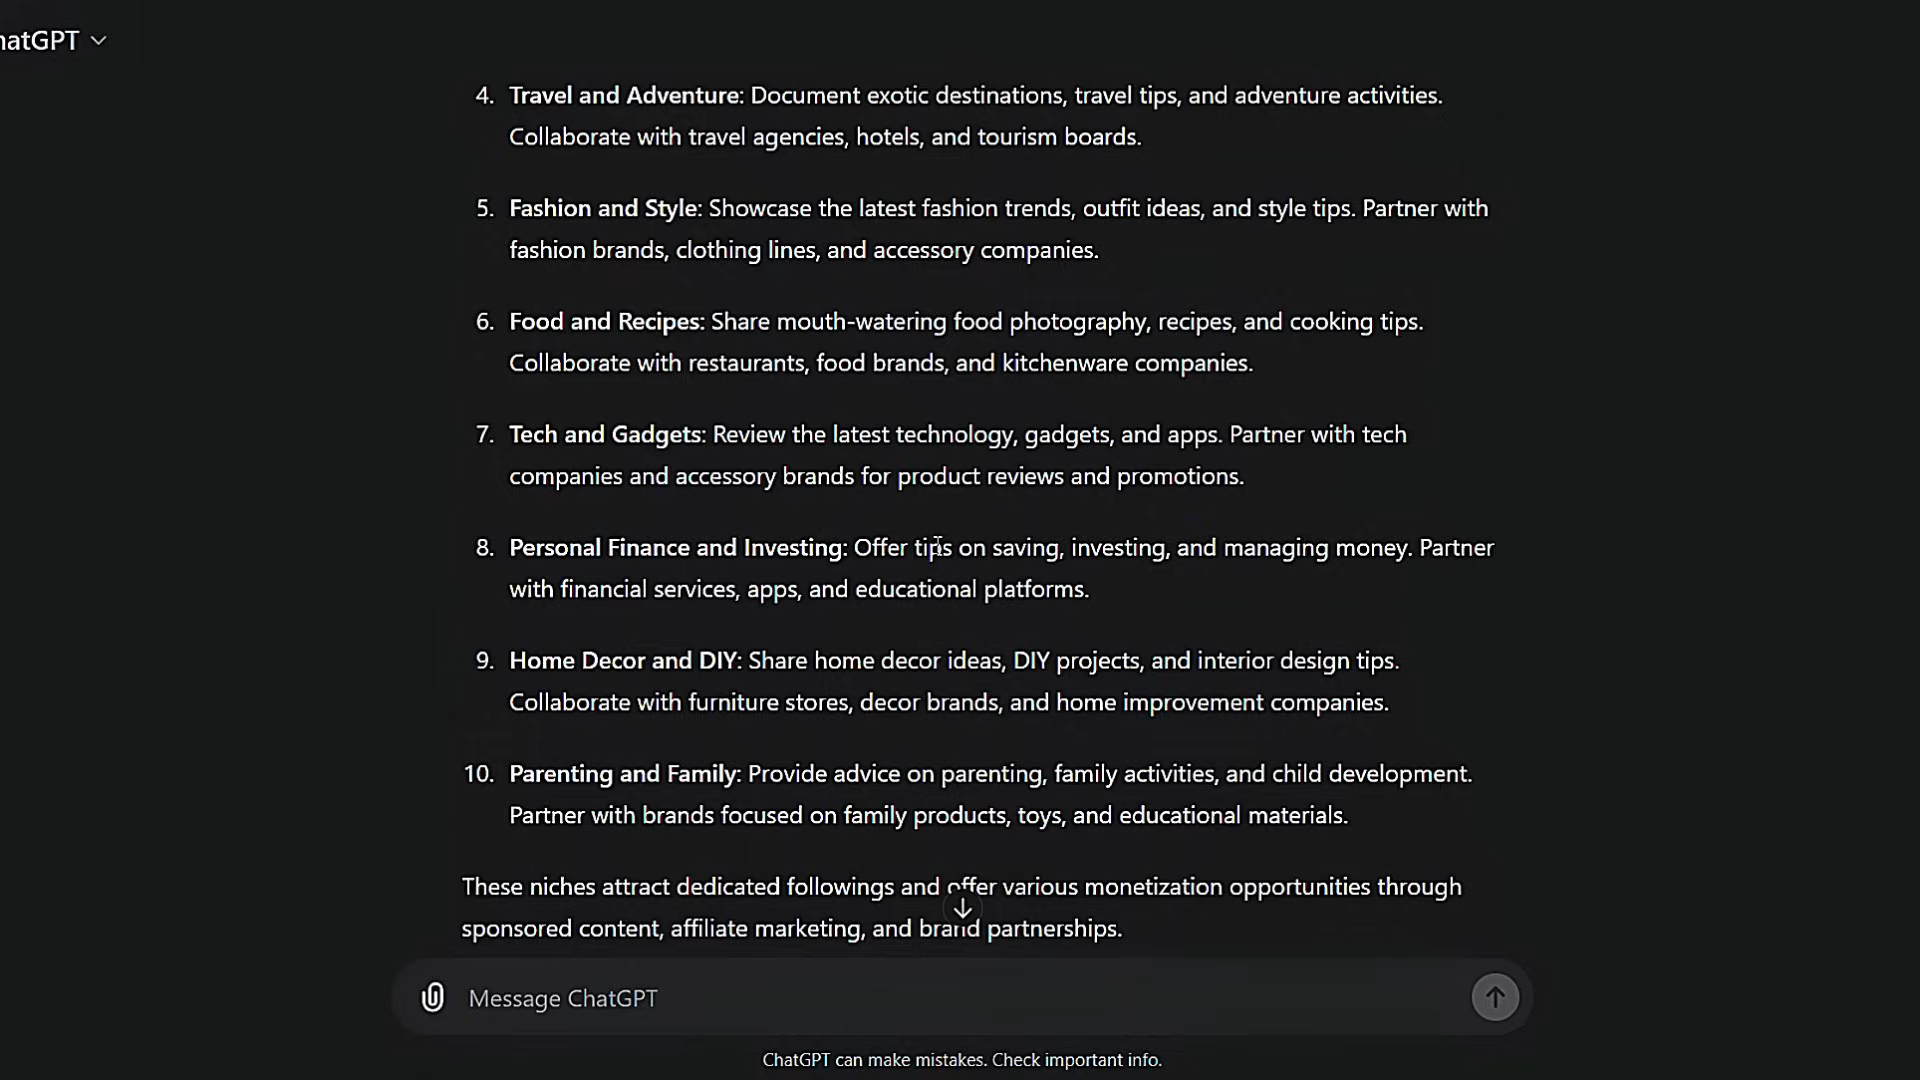 hatGPT
4. Travel and Adventure: Document exotic destinations, travel tips, and adventure activities.
Collaborate with travel agencies, hotels, and tourism boards.
5. Fashion and Style: Showcase the latest fashion trends, outfit ideas, and style tips. Partner with
fashion brands, clothing lines, and accessory companies.
6. Food and Recipes: Share mouth-watering food photography, recipes, and cooking tips.
Collaborate with restaurants, food brands, and kitchenware companies.
7. Tech and Gadgets: Review the latest technology, gadgets, and apps. Partner with tech
companies and accessory brands for product reviews and promotions.
8. Personal Finance and Investing: Offer tips on saving, investing, and managing money. Partner
with financial services, apps, and educational platforms.
9. Home Decor and DIY: Share home decor ideas, DIY projects, and interior design tips.
Collaborate with furniture stores, decor brands, and home improvement companies.
10. Parenting and Family: Provide advice on parenting, family activities, and child development.
Partner with brands focused on family products, toys, and educational materials.
These niches attract dedicated followings and offer various monetization opportunities through
sponsored content, affiliate marketing, and brand partnerships.
Message ChatGPT
ChatGPT can make mistakes. Check important info.